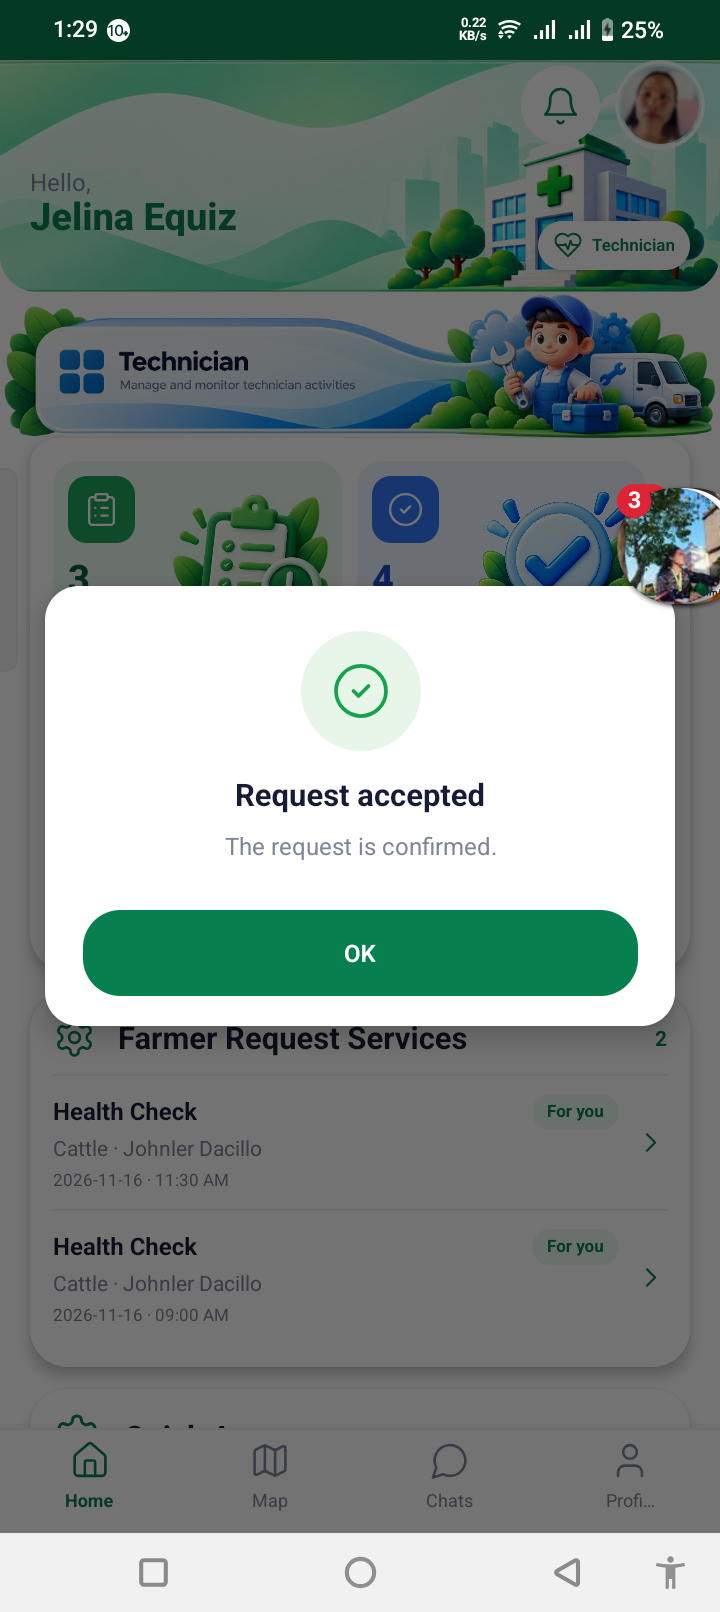 1:29
10
0.22
KB/s
25%
Hello,
Jelina Equiz
Technician
Technician
Manage and monitor technician activities
3
4
3
Request accepted
The request is confirmed.
OK
Farmer Request Services
2
Health Check
For you
Cattle · Johnler Dacillo
2026-11-16 · 11:30 AM
Health Check
For you
Cattle · Johnler Dacillo
2026-11-16 · 09:00 AM
Home
Map
Chats
Profi...